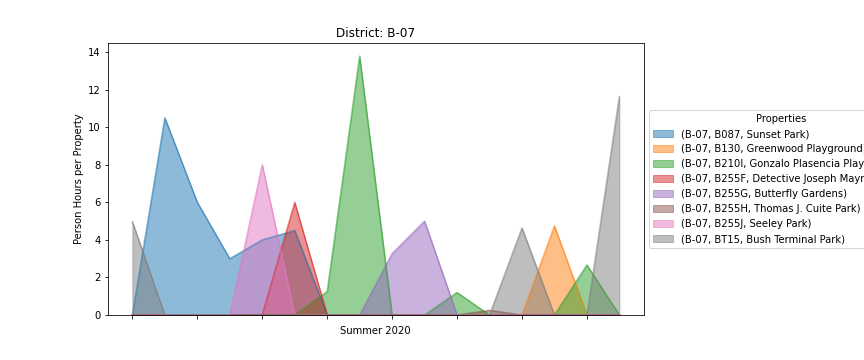 District: B-07
14
12
10
8
6
4
2
0
Person Hours per Property
Summer 2020
Properties
(B-07, B087, Sunset Park)
(B-07, B130, Greenwood Playground
(B-07, B210I, Gonzalo Plasencia Play
(B-07, B255F, Detective Joseph Mayr
(B-07, B255G, Butterfly Gardens)
(B-07, B255H, Thomas J. Cuite Park)
(B-07, B255J, Seeley Park)
(B-07, BT15, Bush Terminal Park)